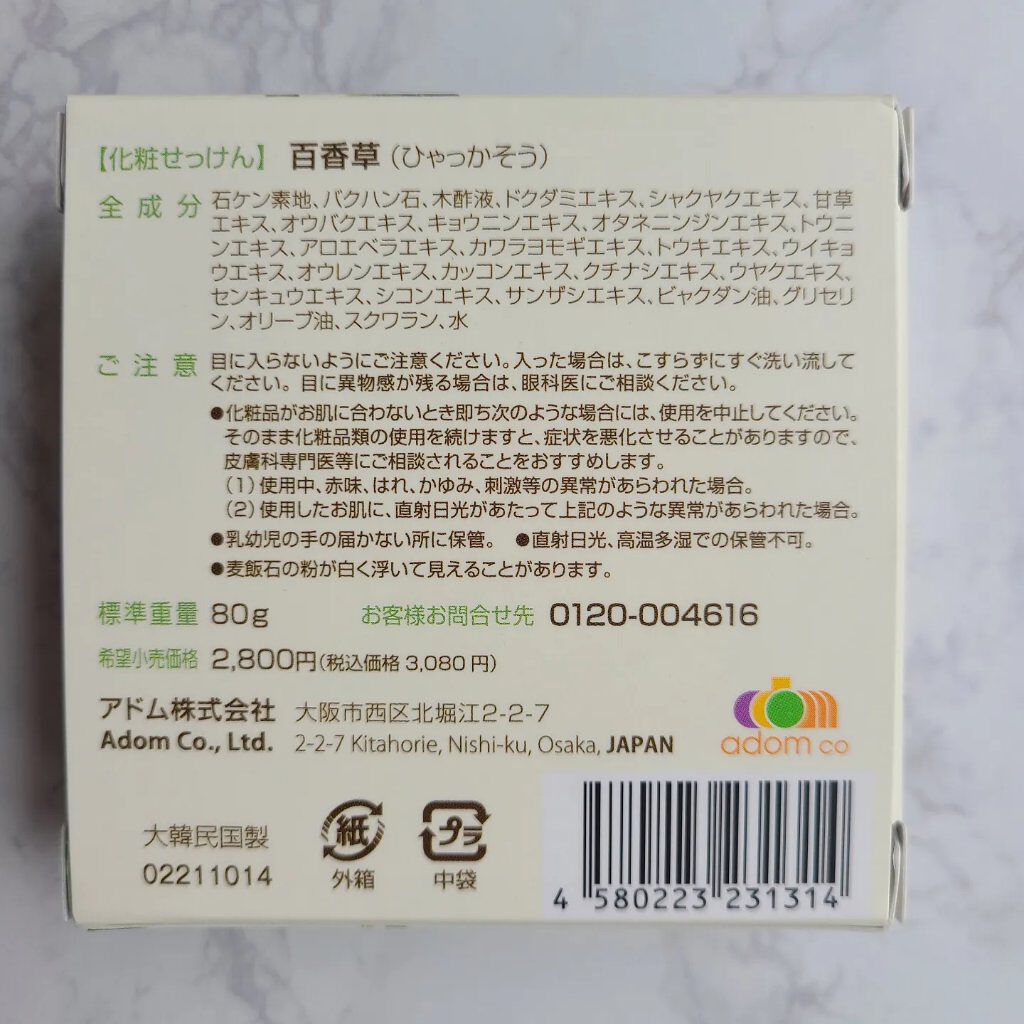 【化粧せっけん】 百香草(ひゃっかそう)
全成分 石ケン素地、バクハン石、木酢液、ドクダミエキス、シャクヤクエキス、甘草
エキス、オウバクエキス、キョウニンエキス、オタネニンジンエキス、トウニ
ンエキス、アロエベラエキス、カワラヨモギエキス、トウキエキス、ウイキョ
ウエキス、オウレンエキス、カッコンエキス、クチナシエキス、ウヤクエキス、
センキュウエキス、シコンエキス、サンザシエキス、ビャクダン油、グリセリ
ン、オリーブ油、スクワラン、水
ご注意 目に入らないようにご注意ください。入った場合は、こすらずにすぐ洗い流して
ください。目に異物感が残る場合は、眼科医にご相談ください。
●化粧品がお肌に合わないとき即ち次のような場合には、使用を中止してください。
そのまま化粧品類の使用を続けますと、症状を悪化させることがありますので、
皮膚科専門医等にご相談されることをおすすめします。
(1)使用中、赤味、はれ、かゆみ、刺激等の異常があらわれた場合。
(2)使用したお肌に、直射日光があたって上記のような異常があらわれた場合。
●乳幼児の手の届かない所に保管。 ●直射日光、高温多湿での保管不可。
●麦飯石の粉が白く浮いて見えることがあります。
標準重量 80g お客様お問合せ先 0120-004616
希望小売価格 2,800円(税込価格 3,080 円)
アドム株式会社 大阪市西区北堀江2-2-7
Adom Co., Ltd. 2-2-7 Kitahorie, Nishi-ku, Osaka, JAPAN
adom co
大韓民国製
02211014
紙
外箱
プラ
中袋
4 580223 231314